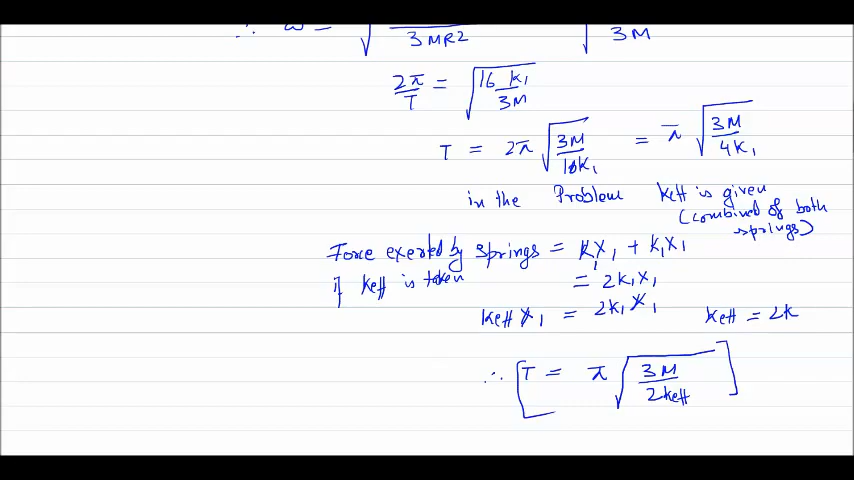 ∴ ω = √ 3MR2 √ 3M
2π/T = √(16 k1/3M)
T = 2π √(3M/16K1) = π √(3M/4K1)
in the Problem Keff is given
(combined of both
springs)
Force exerted by springs = KX1 + K1X1
if Keff is taken = 2K1X1
Keff X1 = 2K1X1 Keff = 2K
∴ [T = π √(3M/2Keff)]